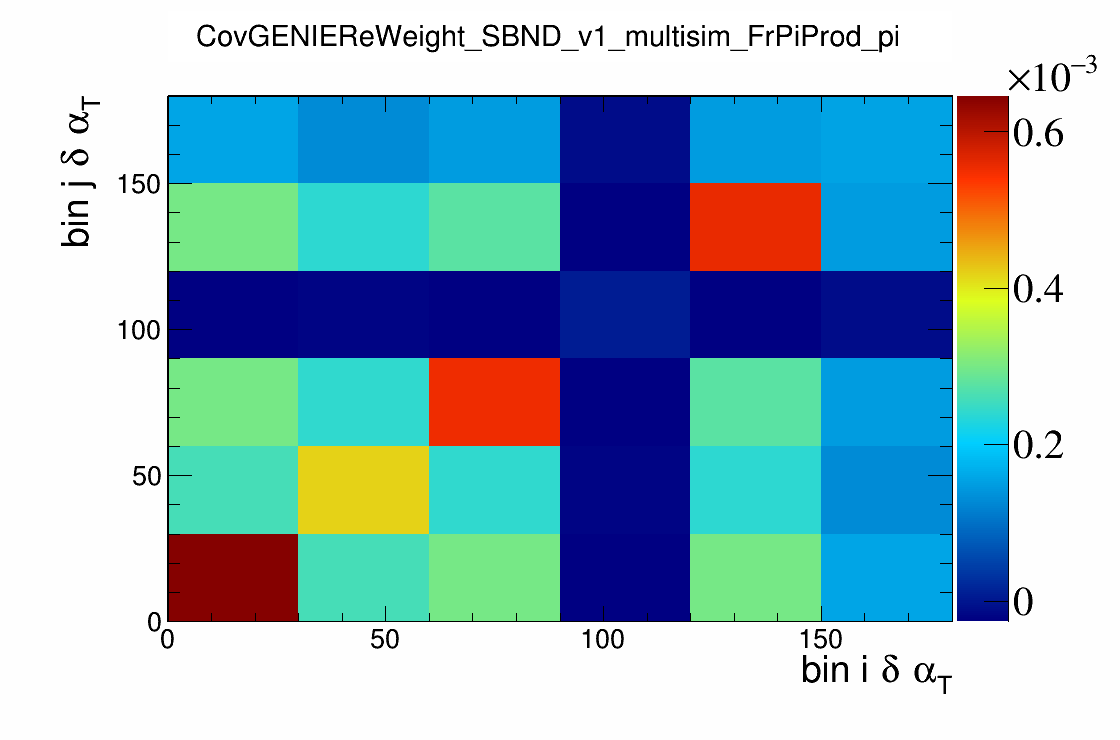 CovGENIEReWeight_SBND_v1_multisim_FrPiProd_pi
×10⁻³
bin j δ α_T
150
100
50
0
0 50 100 150
bin i δ α_T
0.6
0.4
0.2
0